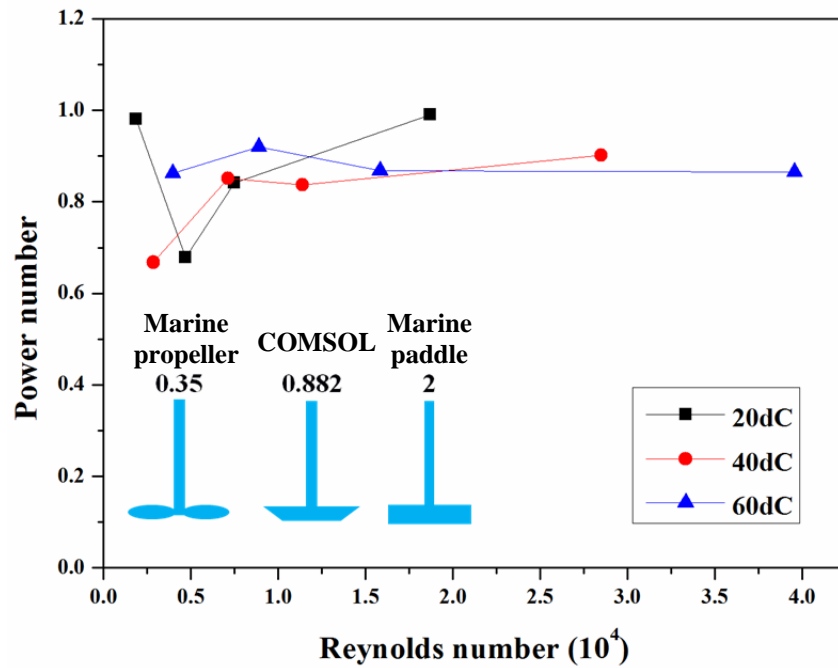 1.2
1.0
0.8
0.6
0.4
0.2
0.0
Power number
Marine
propeller
0.35
COMSOL
0.882
Marine
paddle
2
20dC
40dC
60dC
0.0 0.5 1.0 1.5 2.0 2.5 3.0 3.5 4.0
Reynolds number (10⁴)